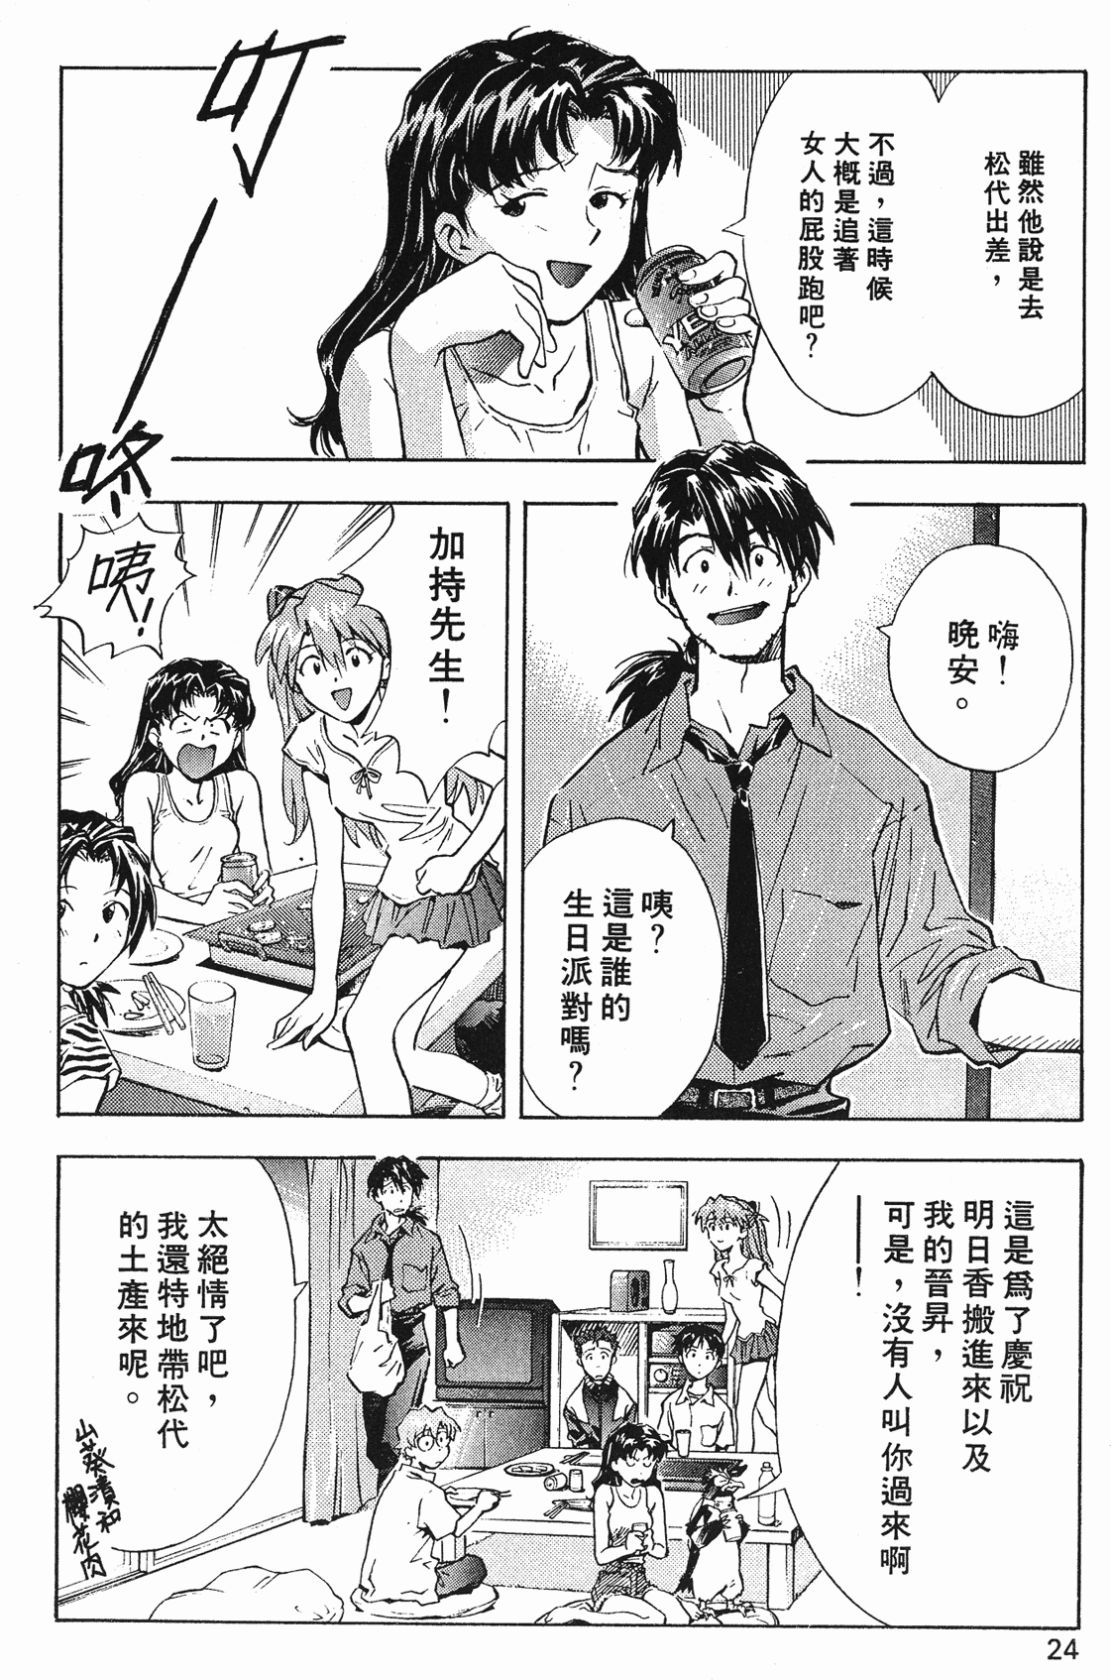 雖然他說是去
松代出差，
不過，這時候
大概是追著
女人的屁股跑吧？
叮
咚
嗨！
晚安。
咦？
這是誰的
生日派對嗎？
加持先生！
咦！
這是爲了慶祝
明日香搬進來以及
我的晉昇，
可是，沒有人叫你過來啊
——！
太絕情了吧，
我還特地帶松代
的土產來呢。
山葵漬和
櫻花肉
24